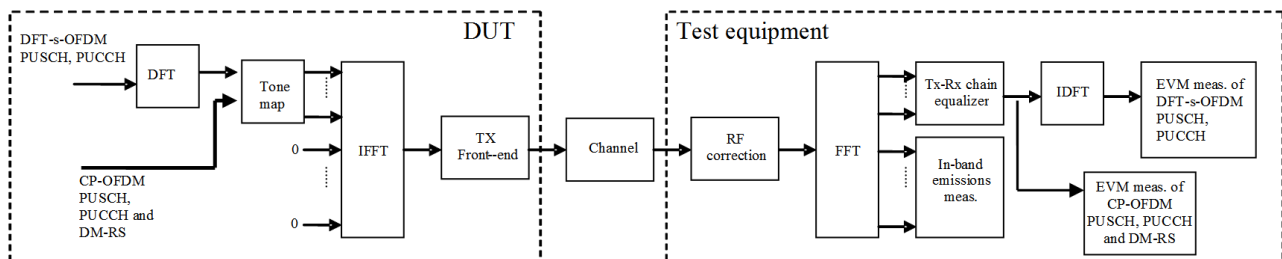 DUT
DFT-s-OFDM
PUSCH, PUCCH
DFT
Tone
map
CP-OFDM
PUSCH,
PUCCH and
DM-RS
0
0
IFFT
TX
Front--end
Channel
Test equipment
RF
correction
FFT
Tx-Rx chain
equalizer
In-band
emissions
meas.
IDFT
EVM meas. of
DFT-s-OFDM
PUSCH,
PUCCH
EVM meas. of
CP-OFDM
PUSCH, PUCCH
and DM-RS